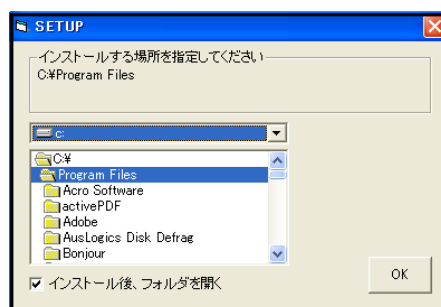 SETUP
インストールする場所を指定してください
C:¥Program Files
c:
C:¥
Program Files
Acro Software
activePDF
Adobe
AusLogics Disk Defrag
Bonjour
インストール後、フォルダを開く
OK